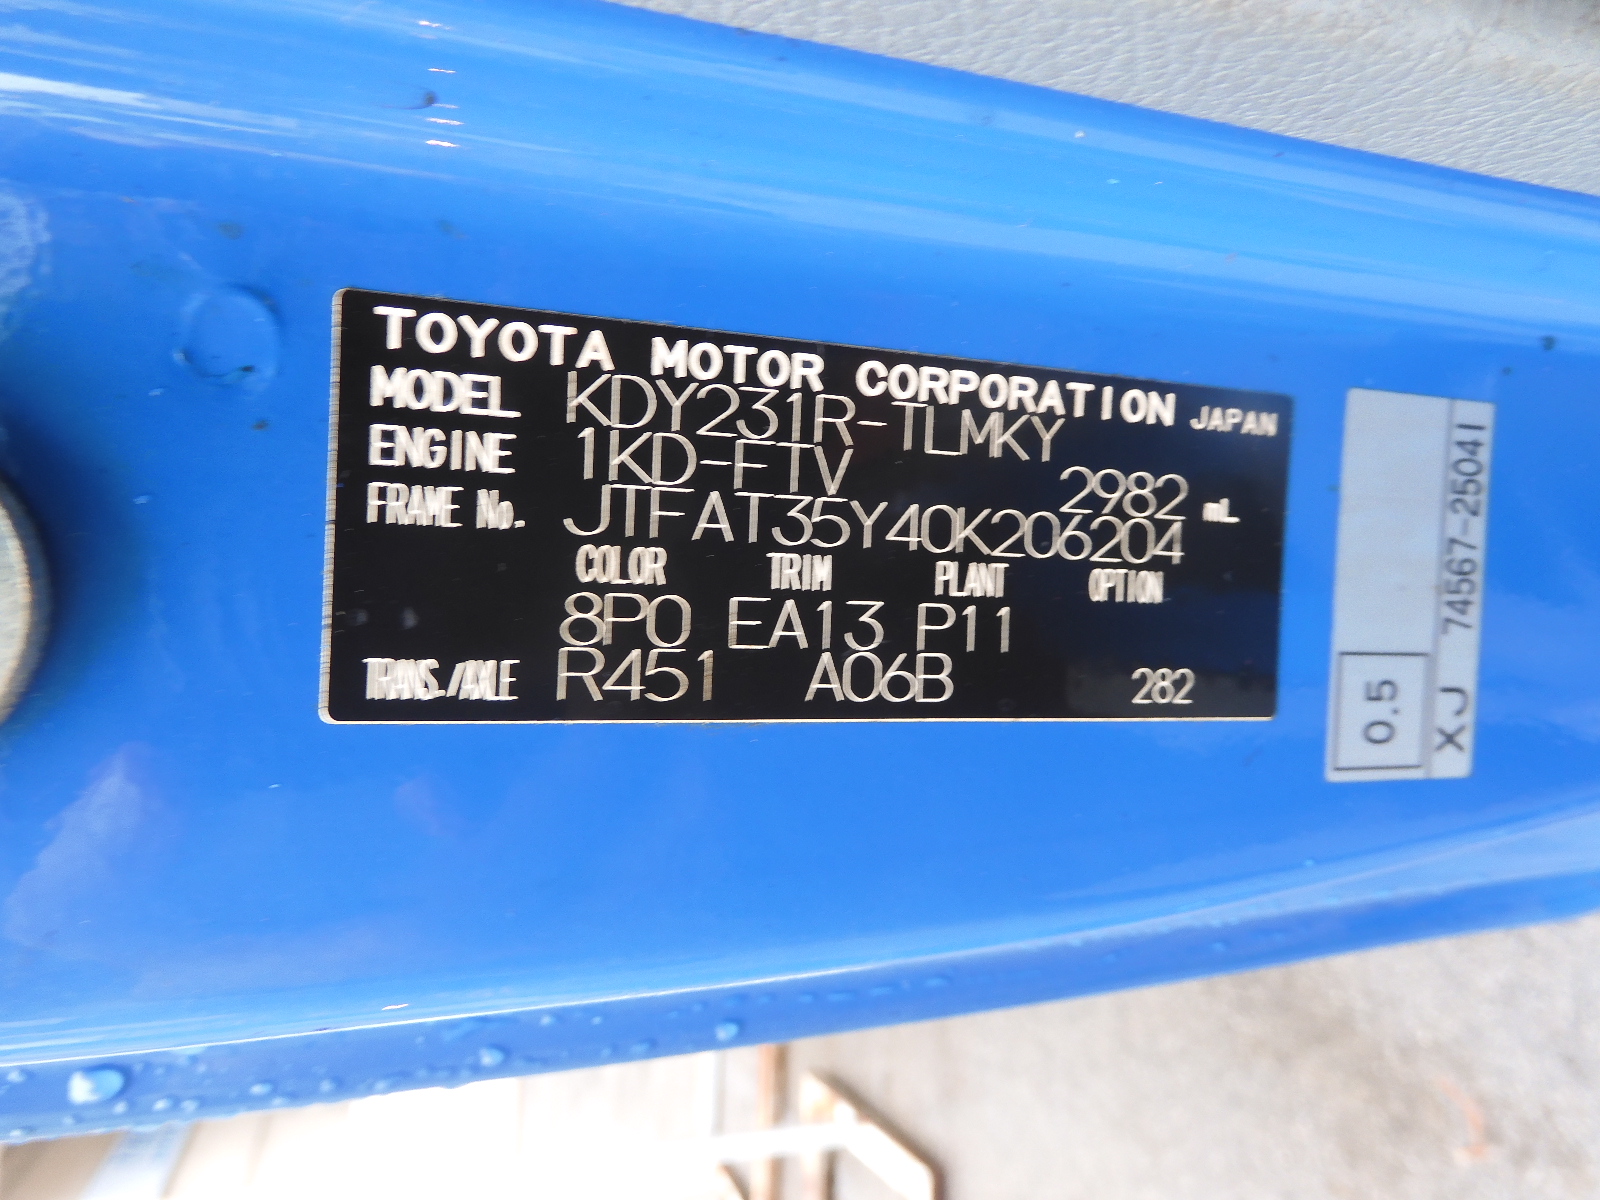 TOYOTA MOTOR CORPORATION JAPAN
MODEL KDY231R-TLMKY
ENGINE 1KD-FTV 2982 mL
FRAME No. JTFAT35Y40K206204
COLOR TRIM PLANT OPTION
8P0 EA13 P11
TRANS./AXLE R451 A06B 282
0.5
XJ 74567-25041